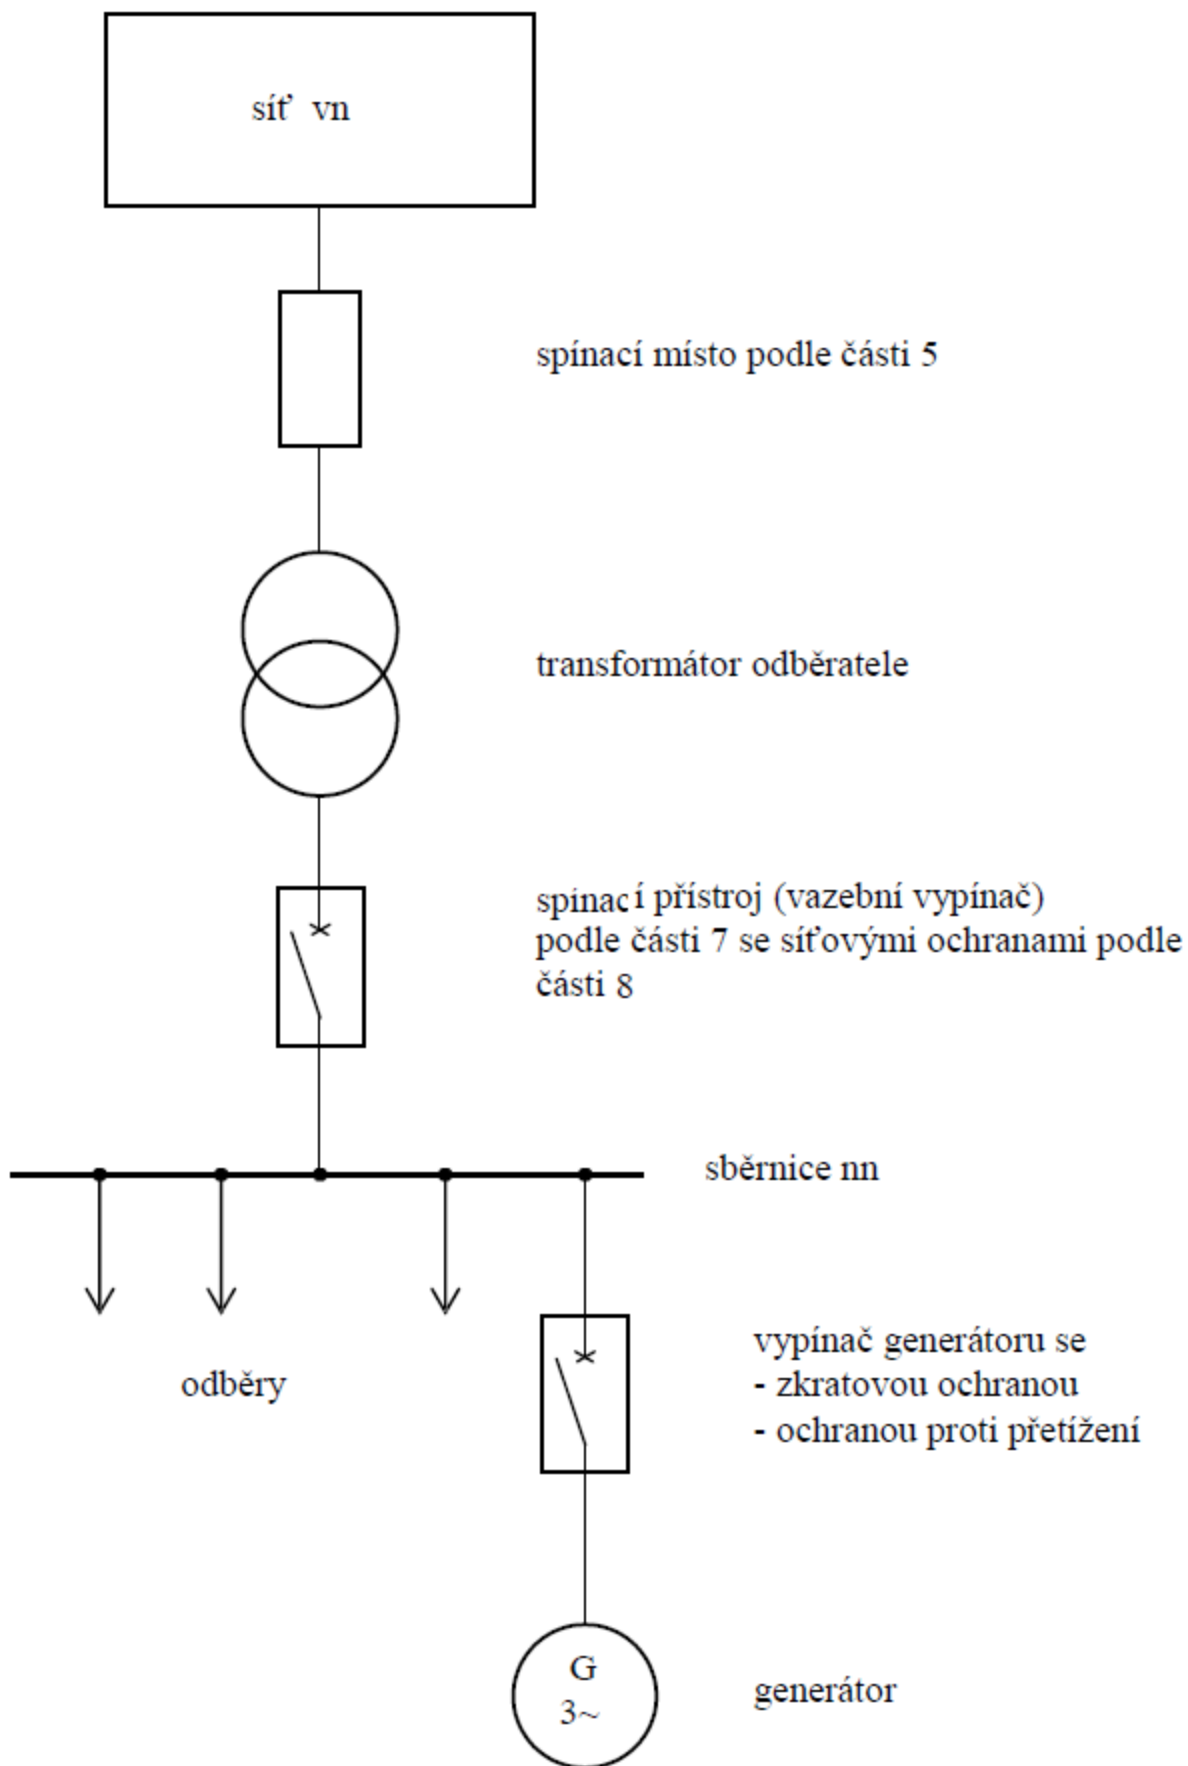 síť vn
spínací místo podle části 5
transformátor odběratele
spínací přístroj (vazební vypínač)
podle části 7 se síťovými ochranami podle
části 8
sběrnice nn
odběry
vypínač generátoru se
- zkratovou ochranou
- ochranou proti přetížení
G
3~
generátor